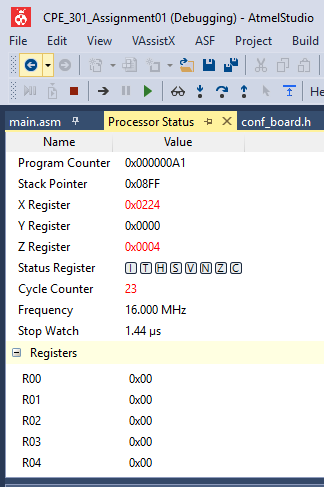 CPE_301_Assignment01 (Debugging) - AtmelStudio
File View VAssistX ASF Project Build
He
main.asm Processor Status conf_board.h
Name Value
Program Counter 0x000000A1
Stack Pointer 0x08FF
X Register 0x0224
Y Register 0x0000
Z Register 0x0004
Status Register I T H S V N Z C
Cycle Counter 23
Frequency 16.000 MHz
Stop Watch 1.44 µs
Registers
R00 0x00
R01 0x00
R02 0x00
R03 0x00
R04 0x00